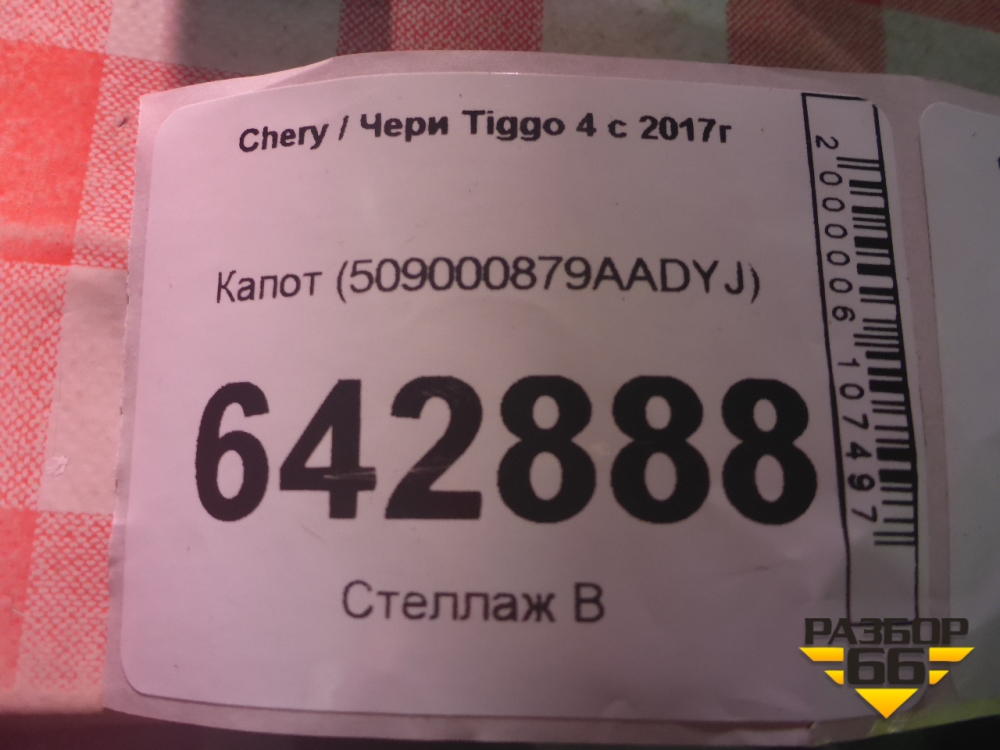 Chery / Чери Tiggo 4 с 2017г
Капот (509000879AADYJ)
642888
Стеллаж В
2000006107497
РАЗБОР
66